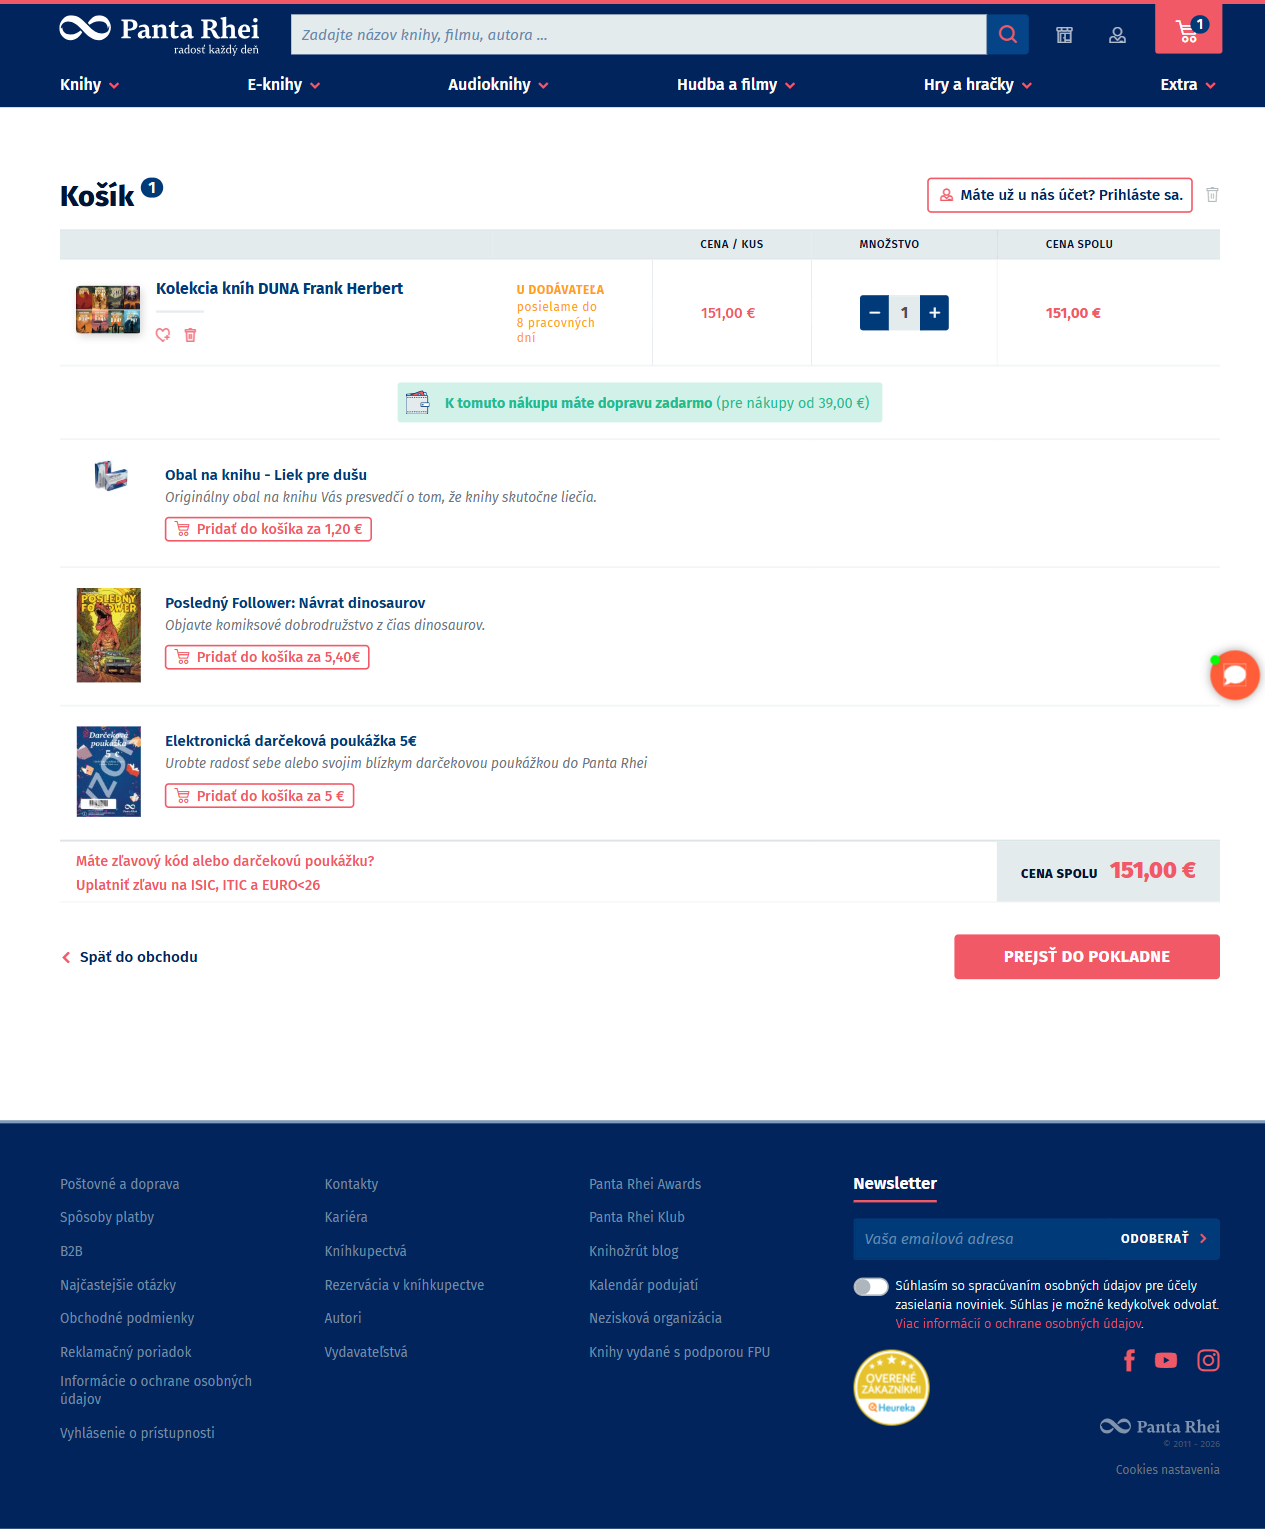 Panta Rhei
radosť každý deň
Zadajte názov knihy, filmu, autora ...
1
Knihy
E-knihy
Audioknihy
Hudba a filmy
Hry a hračky
Extra
Košík 1
Máte už u nás účet? Prihláste sa.
CENA / KUS
MNOŽSTVO
CENA SPOLU
Kolekcia kníh DUNA Frank Herbert
U DODÁVATEĽA
posielame do
8 pracovných
dní
151,00 €
− 1 +
151,00 €
K tomuto nákupu máte dopravu zadarmo (pre nákupy od 39,00 €)
Obal na knihu - Liek pre dušu
Originálny obal na knihu Vás presvedčí o tom, že knihy skutočne liečia.
Pridať do košíka za 1,20 €
POSLEDNÝ
FOLLOWER
Posledný Follower: Návrat dinosaurov
Objavte komiksové dobrodružstvo z čias dinosaurov.
Pridať do košíka za 5,40€
Darčeková
poukážka
5 €
VZOR
Elektronická darčeková poukážka 5€
Urobte radosť sebe alebo svojim blízkym darčekovou poukážkou do Panta Rhei
Pridať do košíka za 5 €
Máte zľavový kód alebo darčekovú poukážku?
Uplatniť zľavu na ISIC, ITIC a EURO<26
CENA SPOLU 151,00 €
Späť do obchodu
PREJSŤ DO POKLADNE
Poštovné a doprava
Spôsoby platby
B2B
Najčastejšie otázky
Obchodné podmienky
Reklamačný poriadok
Informácie o ochrane osobných
údajov
Vyhlásenie o prístupnosti
Kontakty
Kariéra
Kníhkupectvá
Rezervácia v kníhkupectve
Autori
Vydavateľstvá
Panta Rhei Awards
Panta Rhei Klub
Knihožrút blog
Kalendár podujatí
Nezisková organizácia
Knihy vydané s podporou FPU
Newsletter
Vaša emailová adresa
ODOBERAŤ
Súhlasím so spracúvaním osobných údajov pre účely
zasielania noviniek. Súhlas je možné kedykoľvek odvolať.
Viac informácií o ochrane osobných údajov.
OVERENÉ
ZÁKAZNÍKMI
Heureka
Panta Rhei
© 2011 - 2026
Cookies nastavenia